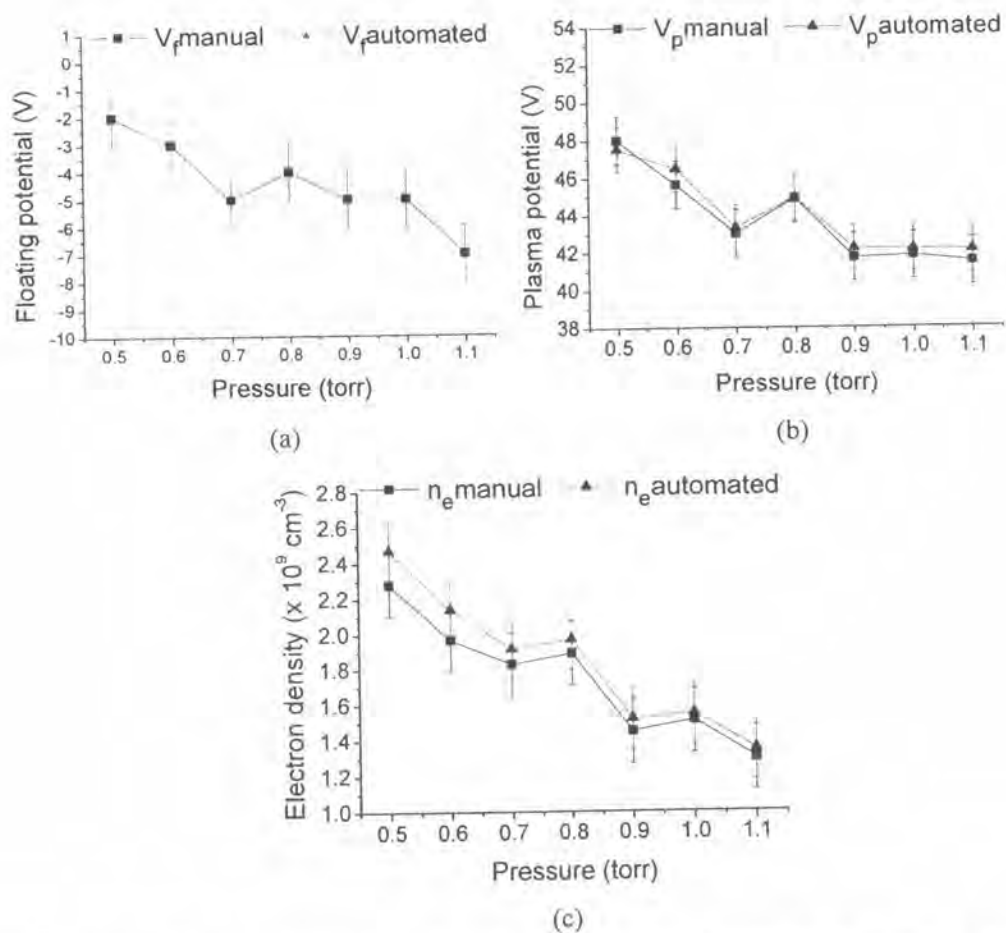 V_f manual V_f automated
Floating potential (V)
1
0
-1
-2
-3
-4
-5
-6
-7
-8
-9
-10
0.5 0.6 0.7 0.8 0.9 1.0 1.1
Pressure (torr)
(a)
V_p manual V_p automated
Plasma potential (V)
54
52
50
48
46
44
42
40
38
0.5 0.6 0.7 0.8 0.9 1.0 1.1
Pressure (torr)
(b)
n_e manual n_e automated
Electron density (x 10⁹ cm⁻³)
2.8
2.6
2.4
2.2
2.0
1.8
1.6
1.4
1.2
1.0
0.5 0.6 0.7 0.8 0.9 1.0 1.1
Pressure (torr)
(c)